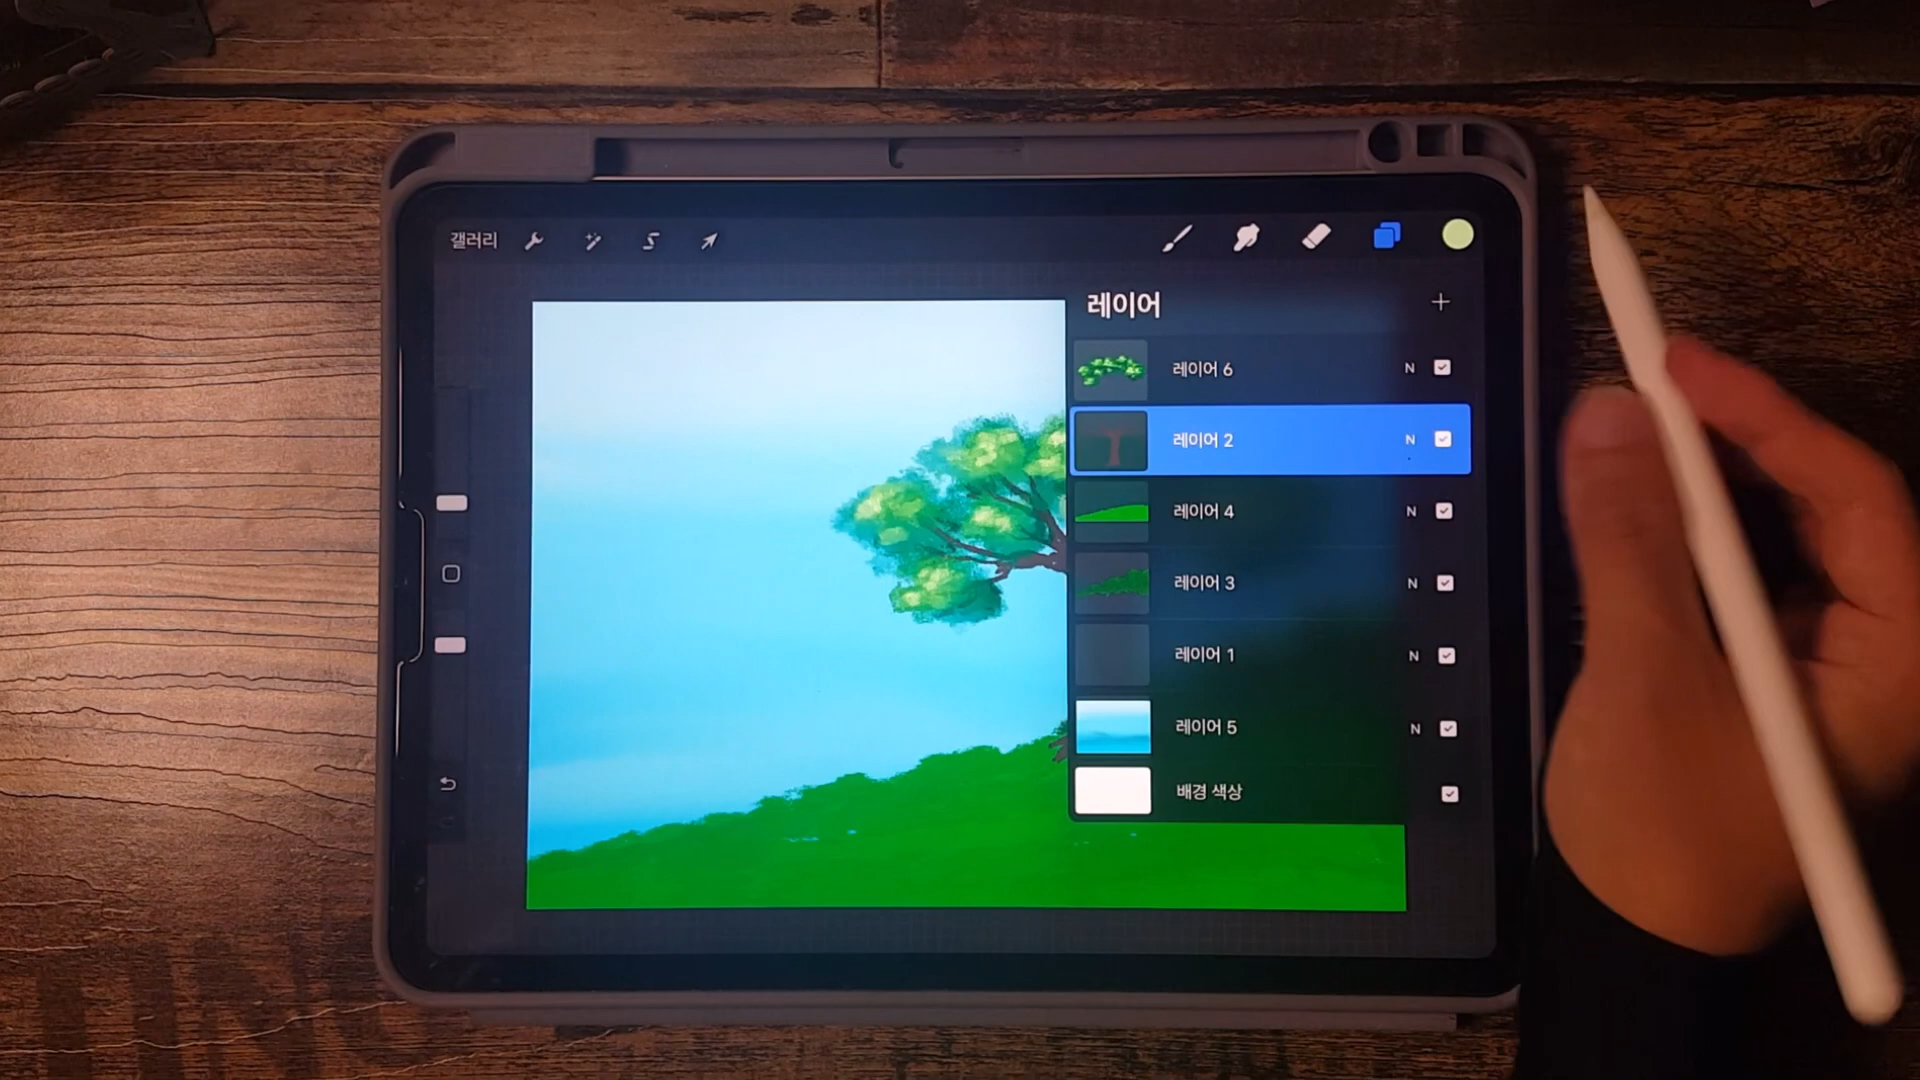 갤러리
레이어
레이어 6 N
레이어 2 N
레이어 4 N
레이어 3 N
레이어 1 N
레이어 5 N
배경 색상